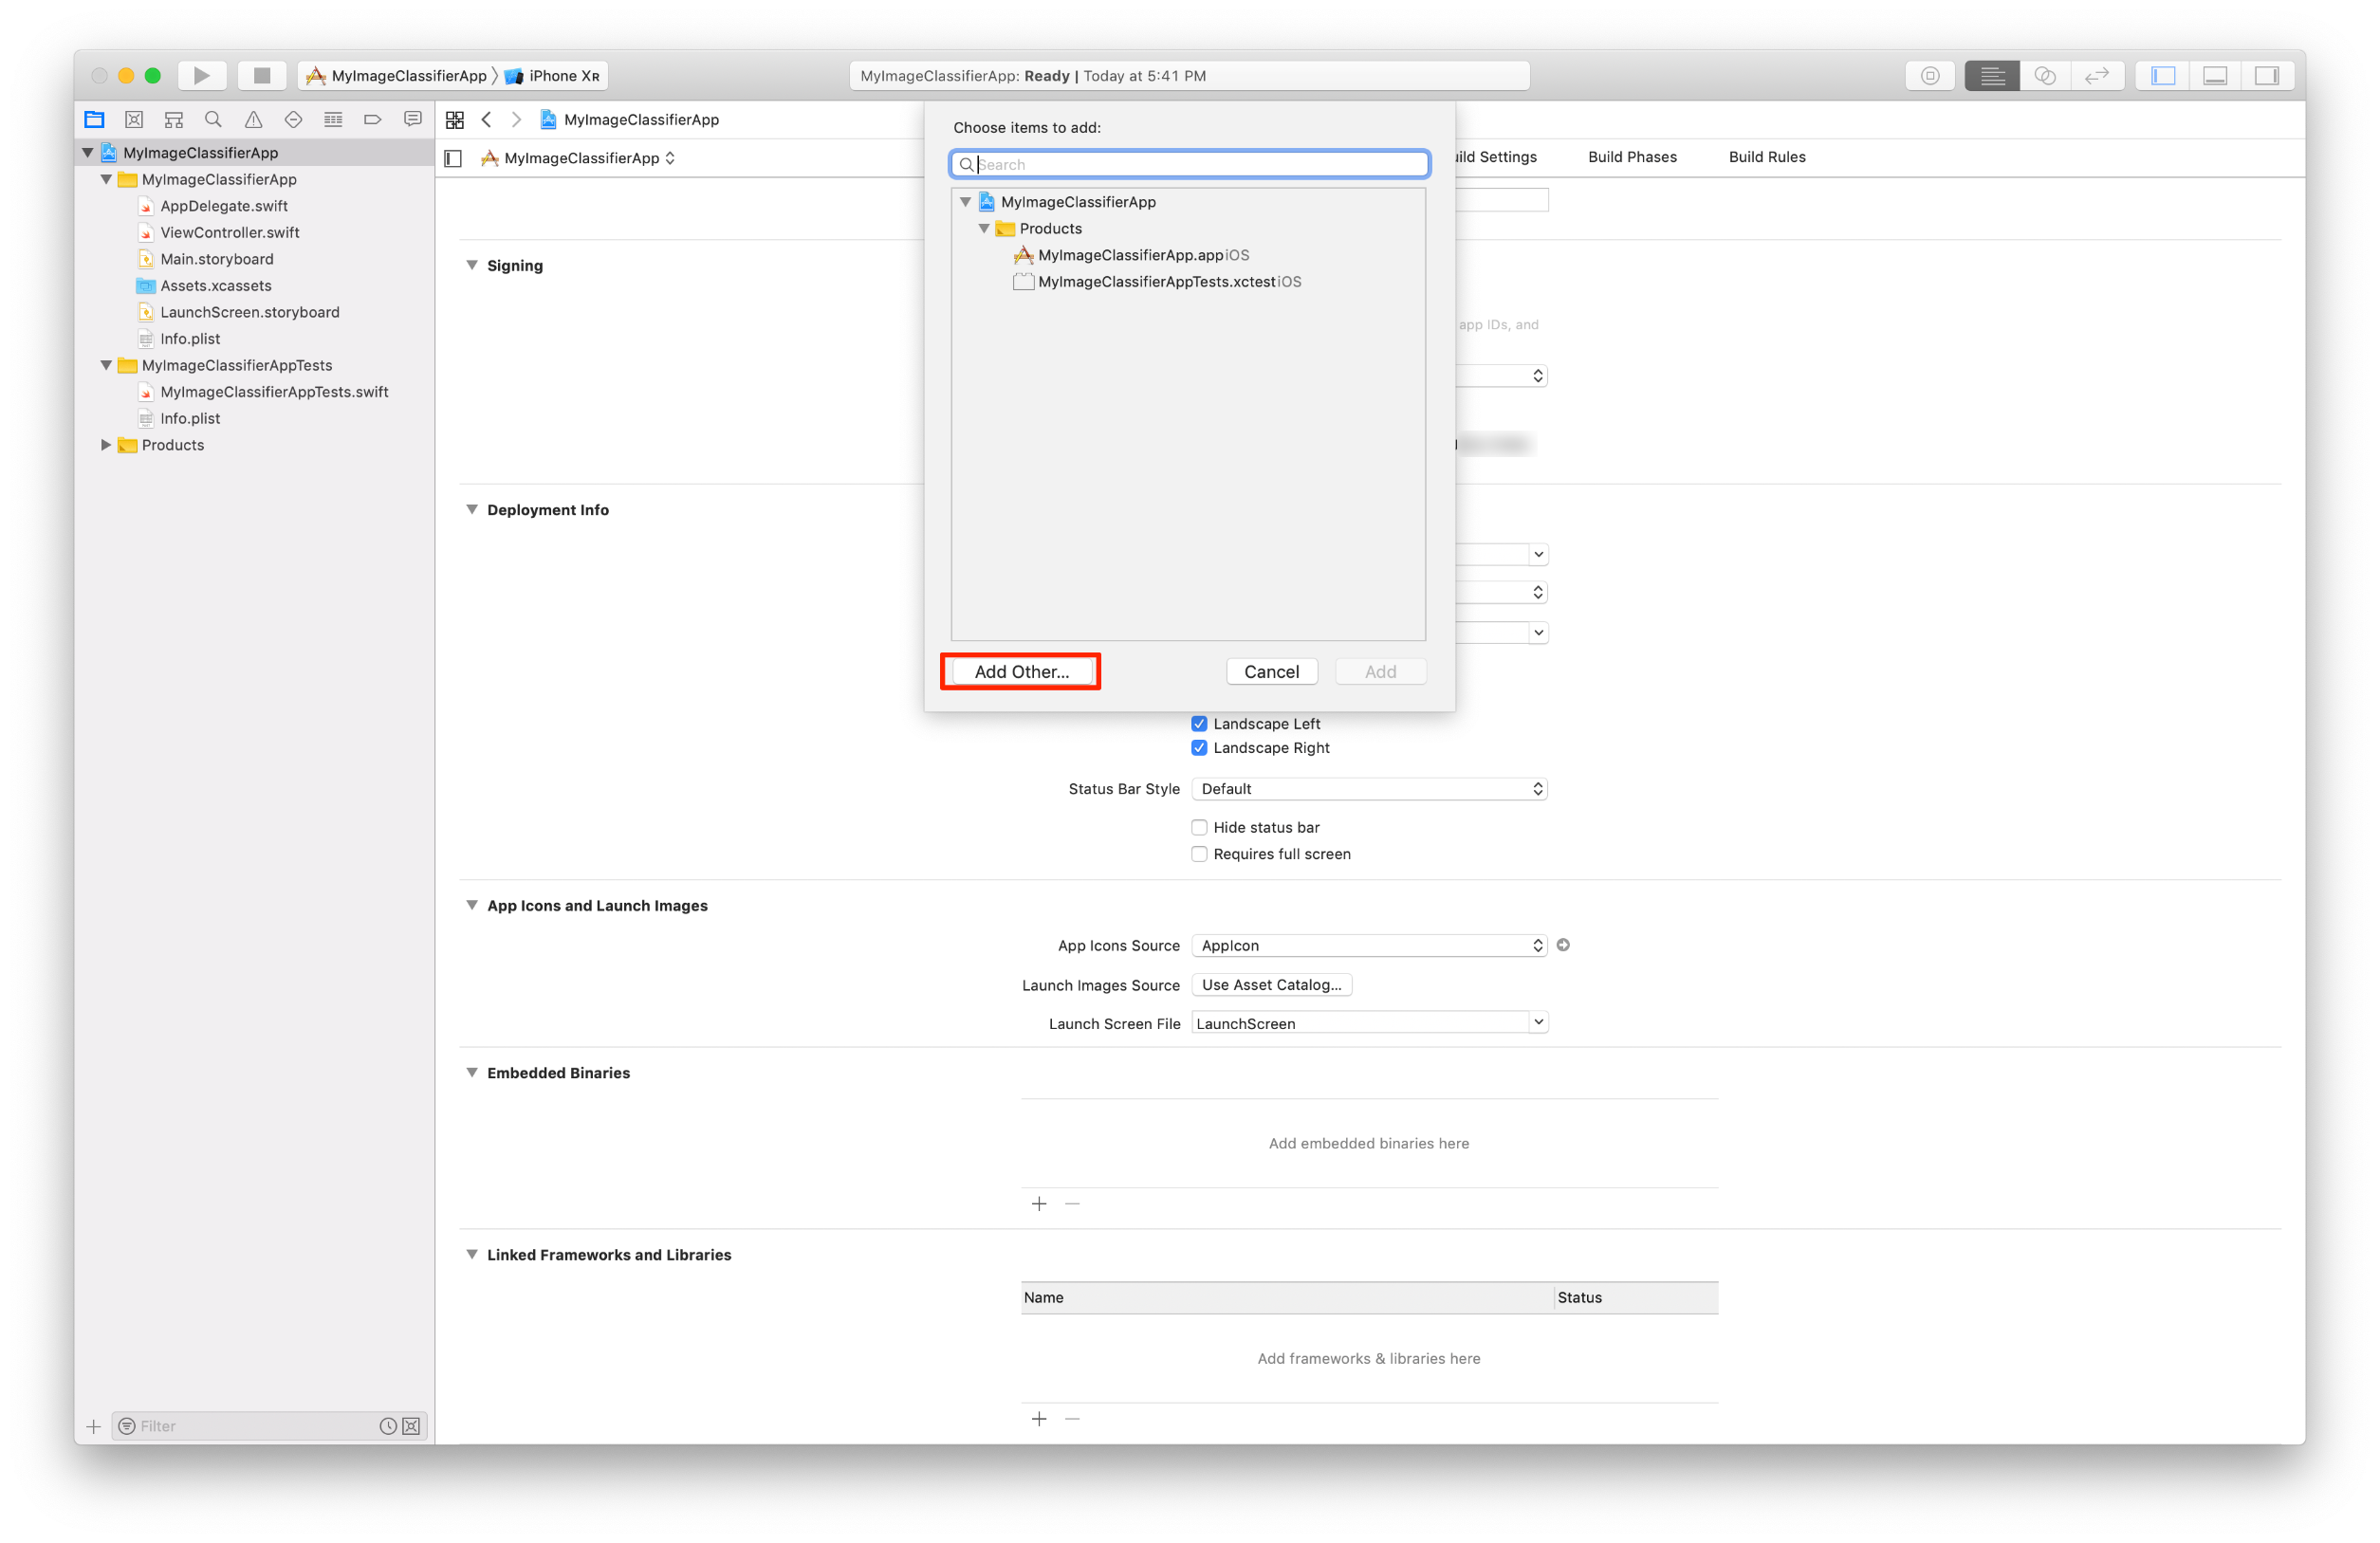 MyImageClassifierApp iPhone XR
MyImageClassifierApp: Ready | Today at 5:41 PM
MyImageClassifierApp
MyImageClassifierApp
AppDelegate.swift
ViewController.swift
Main.storyboard
Assets.xcassets
LaunchScreen.storyboard
Info.plist
MyImageClassifierAppTests
MyImageClassifierAppTests.swift
Info.plist
Products
Filter
MyImageClassifierApp
MyImageClassifierApp
Settings Build Phases Build Rules
Choose items to add:
Search
MyImageClassifierApp
Products
MyImageClassifierApp.app iOS
MyImageClassifierAppTests.xctest iOS
Add Other...
Cancel
Add
Signing
app IDs, and
Deployment Info
Landscape Left
Landscape Right
Status Bar Style Default
Hide status bar
Requires full screen
App Icons and Launch Images
App Icons Source AppIcon
Launch Images Source Use Asset Catalog...
Launch Screen File LaunchScreen
Embedded Binaries
Add embedded binaries here
Linked Frameworks and Libraries
Name Status
Add frameworks & libraries here